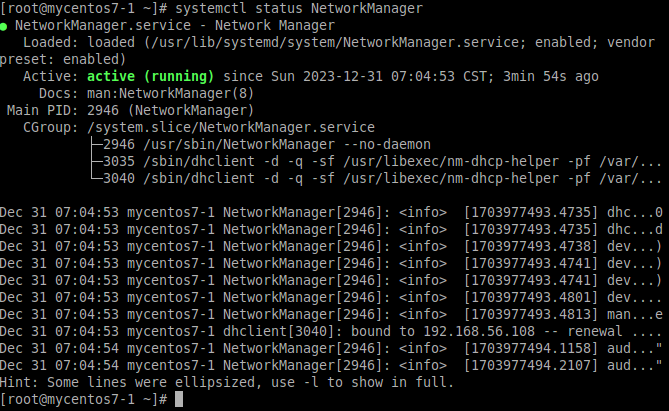 [root@mycentos7-1 ~]# systemctl status NetworkManager
● NetworkManager.service - Network Manager
   Loaded: loaded (/usr/lib/systemd/system/NetworkManager.service; enabled; vendor
preset: enabled)
   Active: active (running) since Sun 2023-12-31 07:04:53 CST; 3min 54s ago
     Docs: man:NetworkManager(8)
 Main PID: 2946 (NetworkManager)
   CGroup: /system.slice/NetworkManager.service
           ├─2946 /usr/sbin/NetworkManager --no-daemon
           ├─3035 /sbin/dhclient -d -q -sf /usr/libexec/nm-dhcp-helper -pf /var/...
           └─3040 /sbin/dhclient -d -q -sf /usr/libexec/nm-dhcp-helper -pf /var/...

Dec 31 07:04:53 mycentos7-1 NetworkManager[2946]: <info>  [1703977493.4735] dhc...0
Dec 31 07:04:53 mycentos7-1 NetworkManager[2946]: <info>  [1703977493.4735] dhc...d
Dec 31 07:04:53 mycentos7-1 NetworkManager[2946]: <info>  [1703977493.4738] dev...)
Dec 31 07:04:53 mycentos7-1 NetworkManager[2946]: <info>  [1703977493.4741] dev...)
Dec 31 07:04:53 mycentos7-1 NetworkManager[2946]: <info>  [1703977493.4741] dev...)
Dec 31 07:04:53 mycentos7-1 NetworkManager[2946]: <info>  [1703977493.4801] dev....
Dec 31 07:04:53 mycentos7-1 NetworkManager[2946]: <info>  [1703977493.4813] man...e
Dec 31 07:04:53 mycentos7-1 dhclient[3040]: bound to 192.168.56.108 -- renewal ....
Dec 31 07:04:54 mycentos7-1 NetworkManager[2946]: <info>  [1703977494.1158] aud..."
Dec 31 07:04:54 mycentos7-1 NetworkManager[2946]: <info>  [1703977494.2107] aud..."
Hint: Some lines were ellipsized, use -l to show in full.
[root@mycentos7-1 ~]#